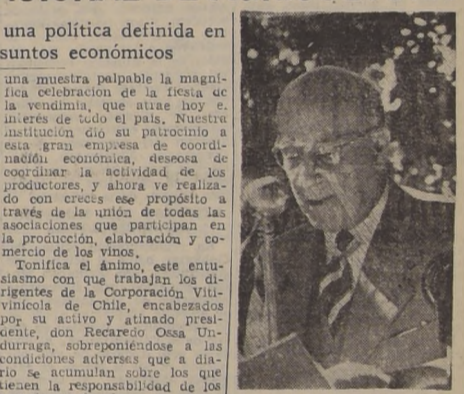 una política definida en
suntos económicos
una muestra palpable la magní-
fica celebración de la fiesta de
la vendimia, que atrae hoy e.
interés de todo el país. Nuestra
institución dió su patrocinio a
esta gran empresa de coordi-
nación económica, deseosa de
coordinar la actividad de los
productores, y ahora ve realiza-
do con creces ese propósito a
través de la unión de todas las
asociaciones que participan en
la producción, elaboración y co-
mercio de los vinos.
Tonifica el ánimo, este entu-
siasmo con que trabajan los di-
rigentes de la Corporación Viti-
vinícola de Chile, encabezados
por su activo y atinado presi-
dente, don Recaredo Ossa Un-
durraga, sobreponiéndose a las
condiciones adversas que a dia-
rio se acumulan sobre los que
tienen la responsabilidad de los